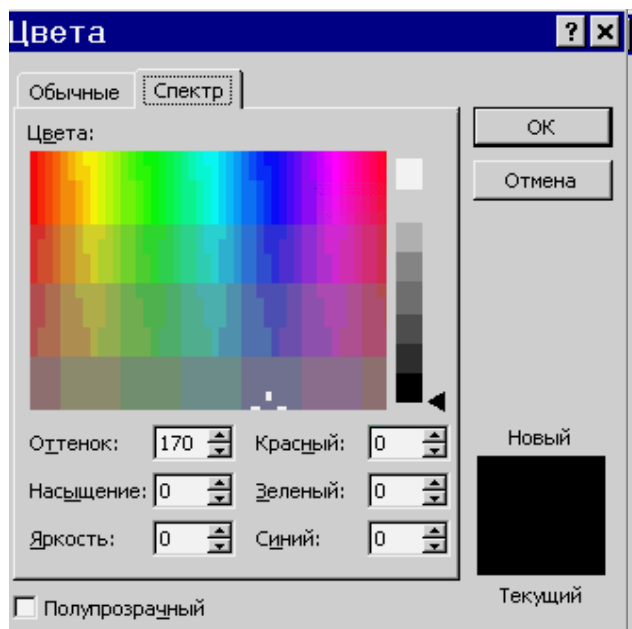 Цвета
Обычные Спектр
ОК
Цвета:
Отмена
Оттенок: 170 Красный: 0
Насыщение: 0 Зеленый: 0
Яркость: 0 Синий: 0
Новый
Текущий
Полупрозрачный